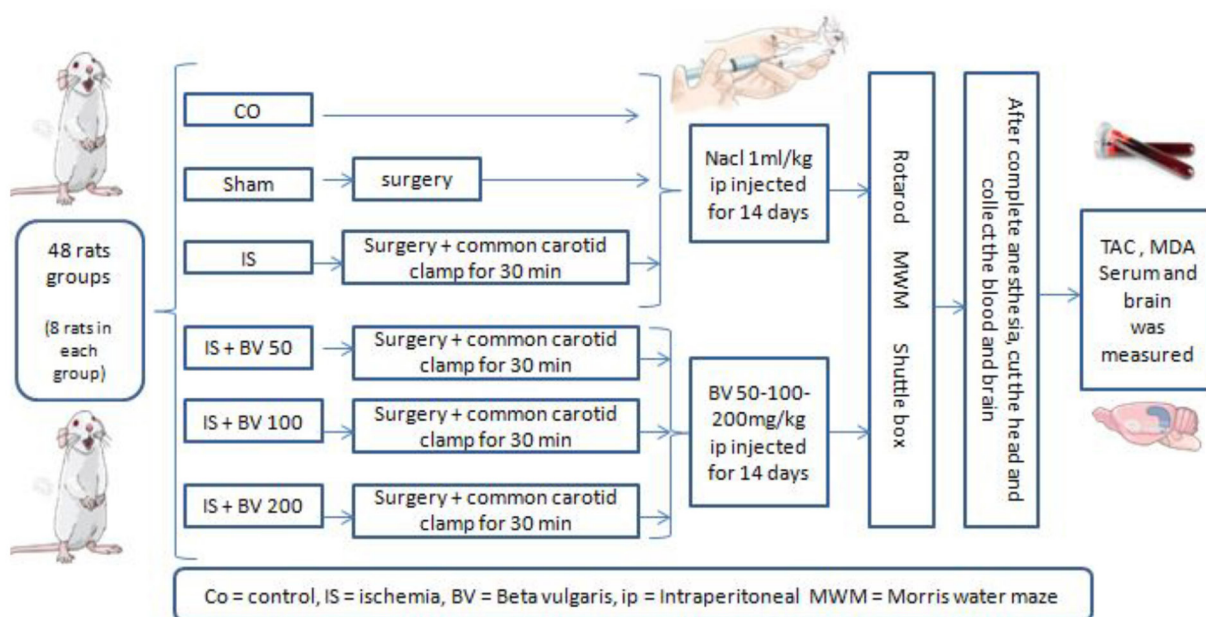 48 rats
groups
(8 rats in
each
group)
CO
Sham
surgery
IS
Surgery + common carotid
clamp for 30 min
IS + BV 50
Surgery + common carotid
clamp for 30 min
IS + BV 100
Surgery + common carotid
clamp for 30 min
IS + BV 200
Surgery + common carotid
clamp for 30 min
Nacl 1ml/kg
ip injected
for 14 days
BV 50-100-
200mg/kg
ip injected
for 14 days
Rotarod MWM Shuttle box
After complete anesthesia, cut the head and
collect the blood and brain
TAC , MDA
Serum and
brain
was
measured
Co = control, IS = ischemia, BV = Beta vulgaris, ip = Intraperitoneal MWM = Morris water maze